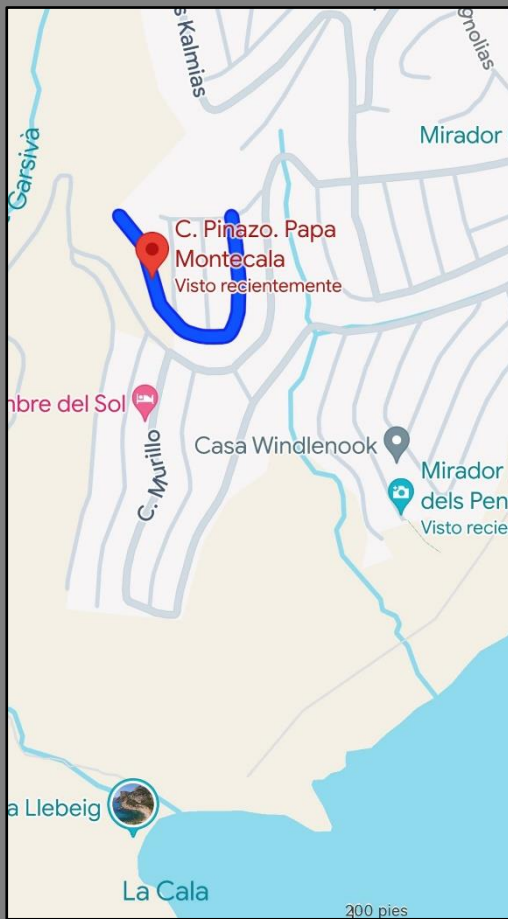 s Kalmias
gnolias
Garsivà
Mirador
C. Pinazo. Papa
Montecala
Visto recientemente
mbre del Sol
C. Murillo
Casa Windlenook
Mirador
dels Pen
Visto recie
a Llebeig
La Cala
200 pies